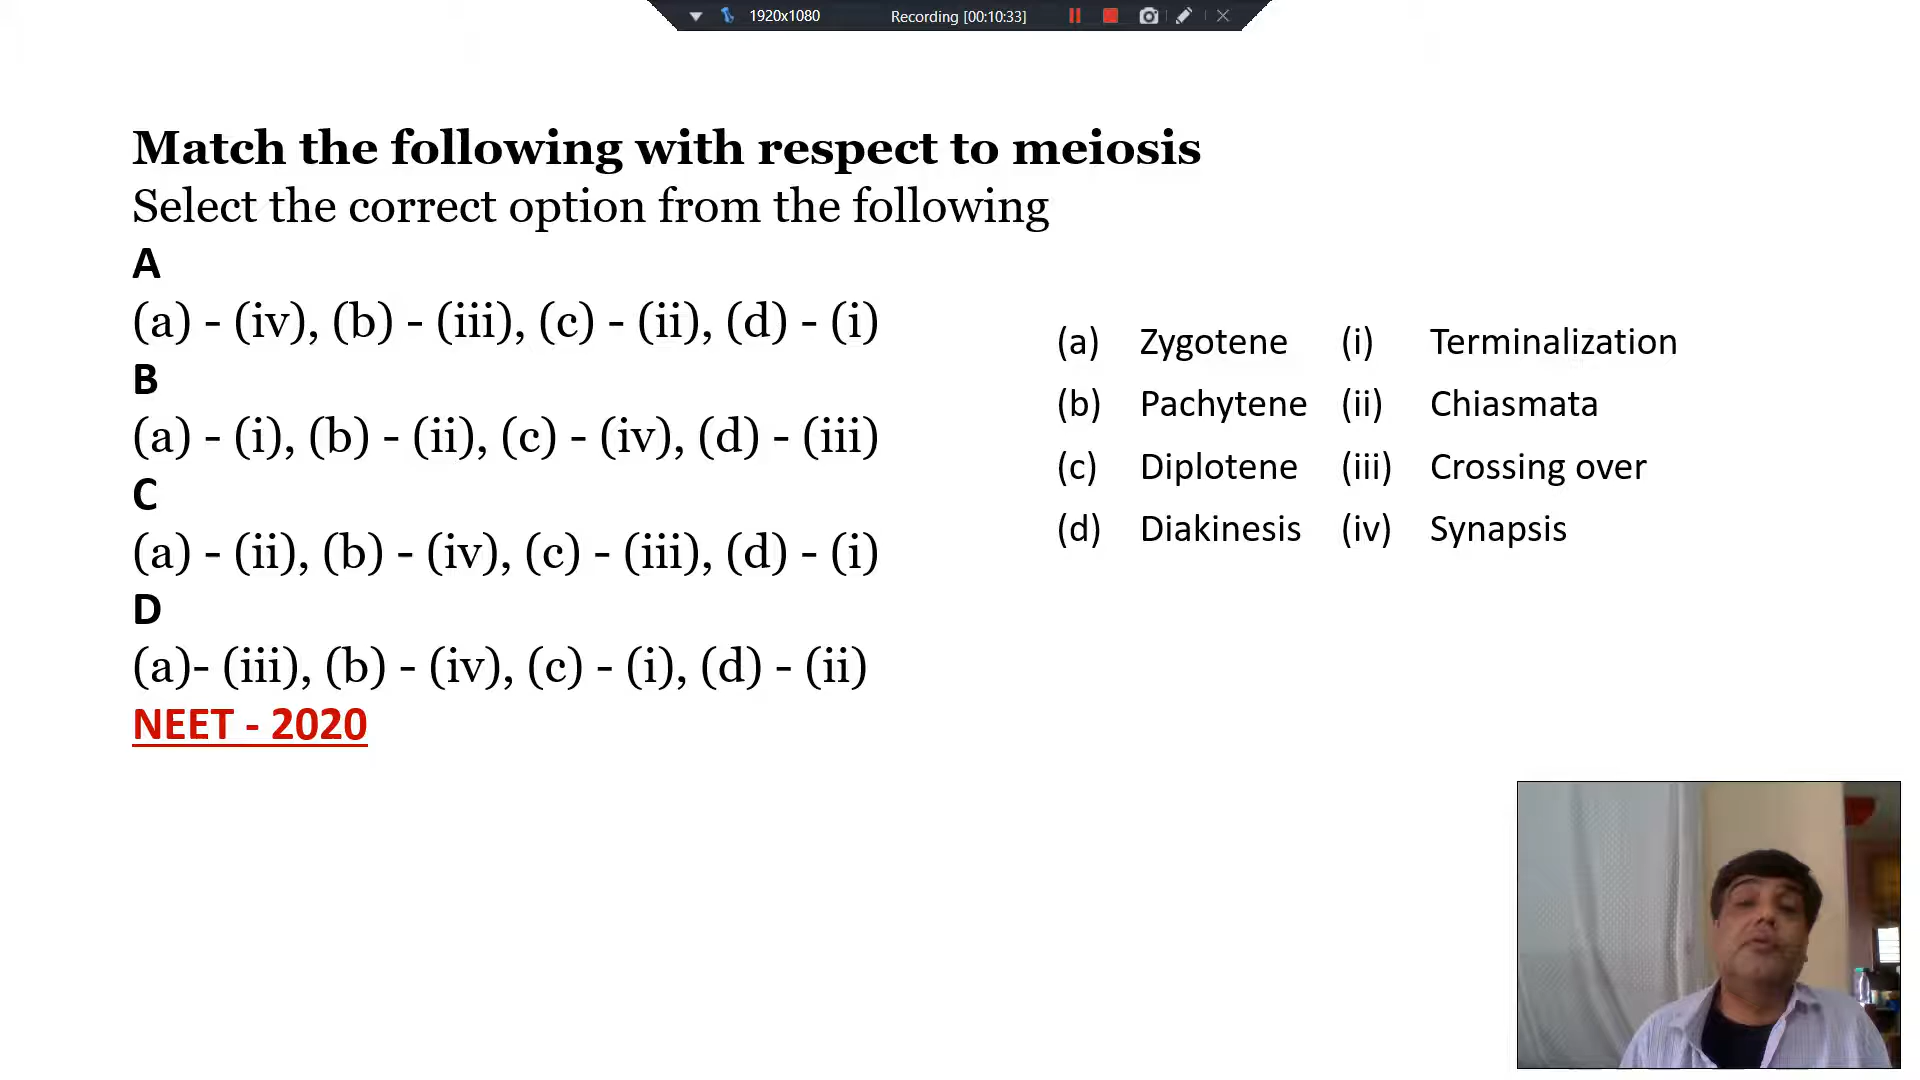 1920x1080 Recording [00:10:33]
Match the following with respect to meiosis
Select the correct option from the following
A
(a) - (iv), (b) - (iii), (c) - (ii), (d) - (i)
B
(a) - (i), (b) - (ii), (c) - (iv), (d) - (iii)
C
(a) - (ii), (b) - (iv), (c) - (iii), (d) - (i)
D
(a)- (iii), (b) - (iv), (c) - (i), (d) - (ii)
NEET - 2020
(a) Zygotene (i) Terminalization
(b) Pachytene (ii) Chiasmata
(c) Diplotene (iii) Crossing over
(d) Diakinesis (iv) Synapsis